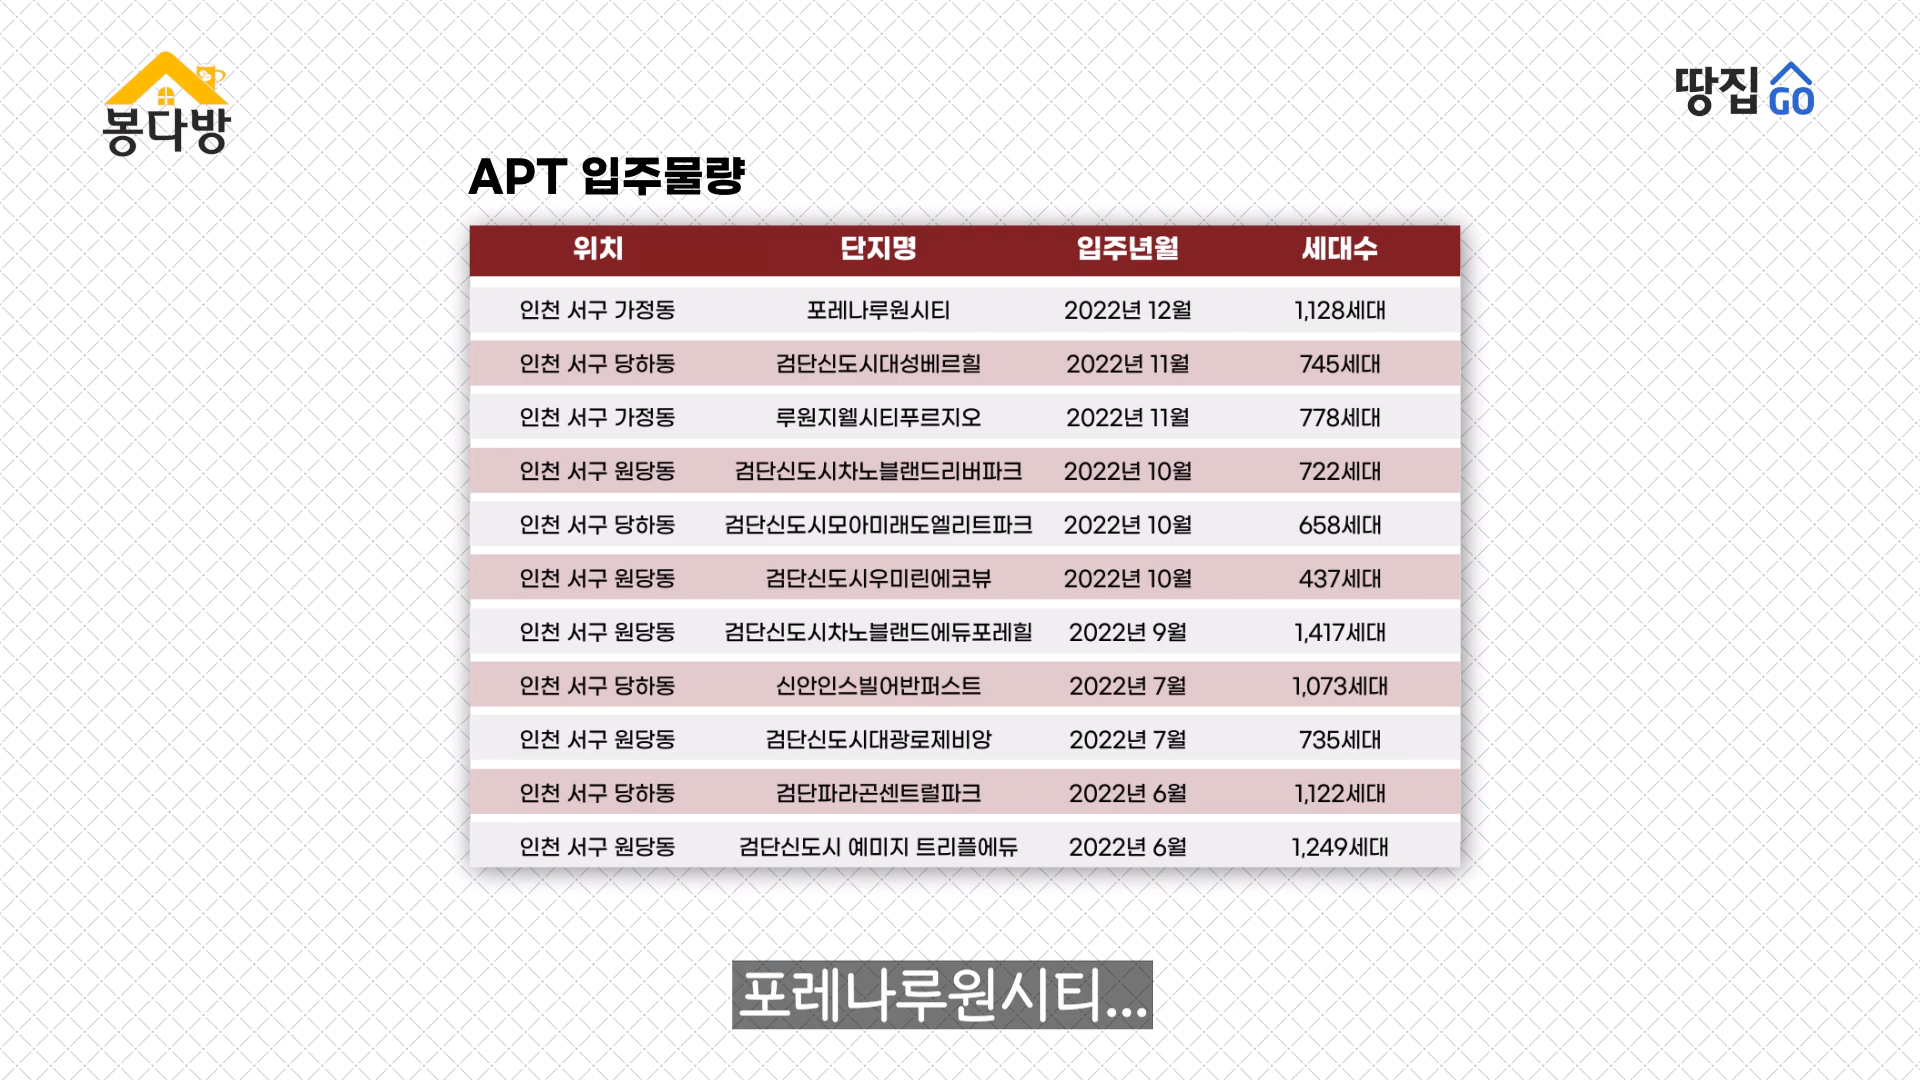 봉다방
땅집GO
APT 입주물량
위치 단지명 입주년월 세대수
인천 서구 가정동 포레나루원시티 2022년 12월 1,128세대
인천 서구 당하동 검단신도시대성베르힐 2022년 11월 745세대
인천 서구 가정동 루원지웰시티푸르지오 2022년 11월 778세대
인천 서구 원당동 검단신도시차노블랜드리버파크 2022년 10월 722세대
인천 서구 당하동 검단신도시모아미래도엘리트파크 2022년 10월 658세대
인천 서구 원당동 검단신도시우미린에코뷰 2022년 10월 437세대
인천 서구 원당동 검단신도시차노블랜드에듀포레힐 2022년 9월 1,417세대
인천 서구 당하동 신안인스빌어반퍼스트 2022년 7월 1,073세대
인천 서구 원당동 검단신도시대광로제비앙 2022년 7월 735세대
인천 서구 당하동 검단파라곤센트럴파크 2022년 6월 1,122세대
인천 서구 원당동 검단신도시 예미지 트리플에듀 2022년 6월 1,249세대
포레나루원시티...